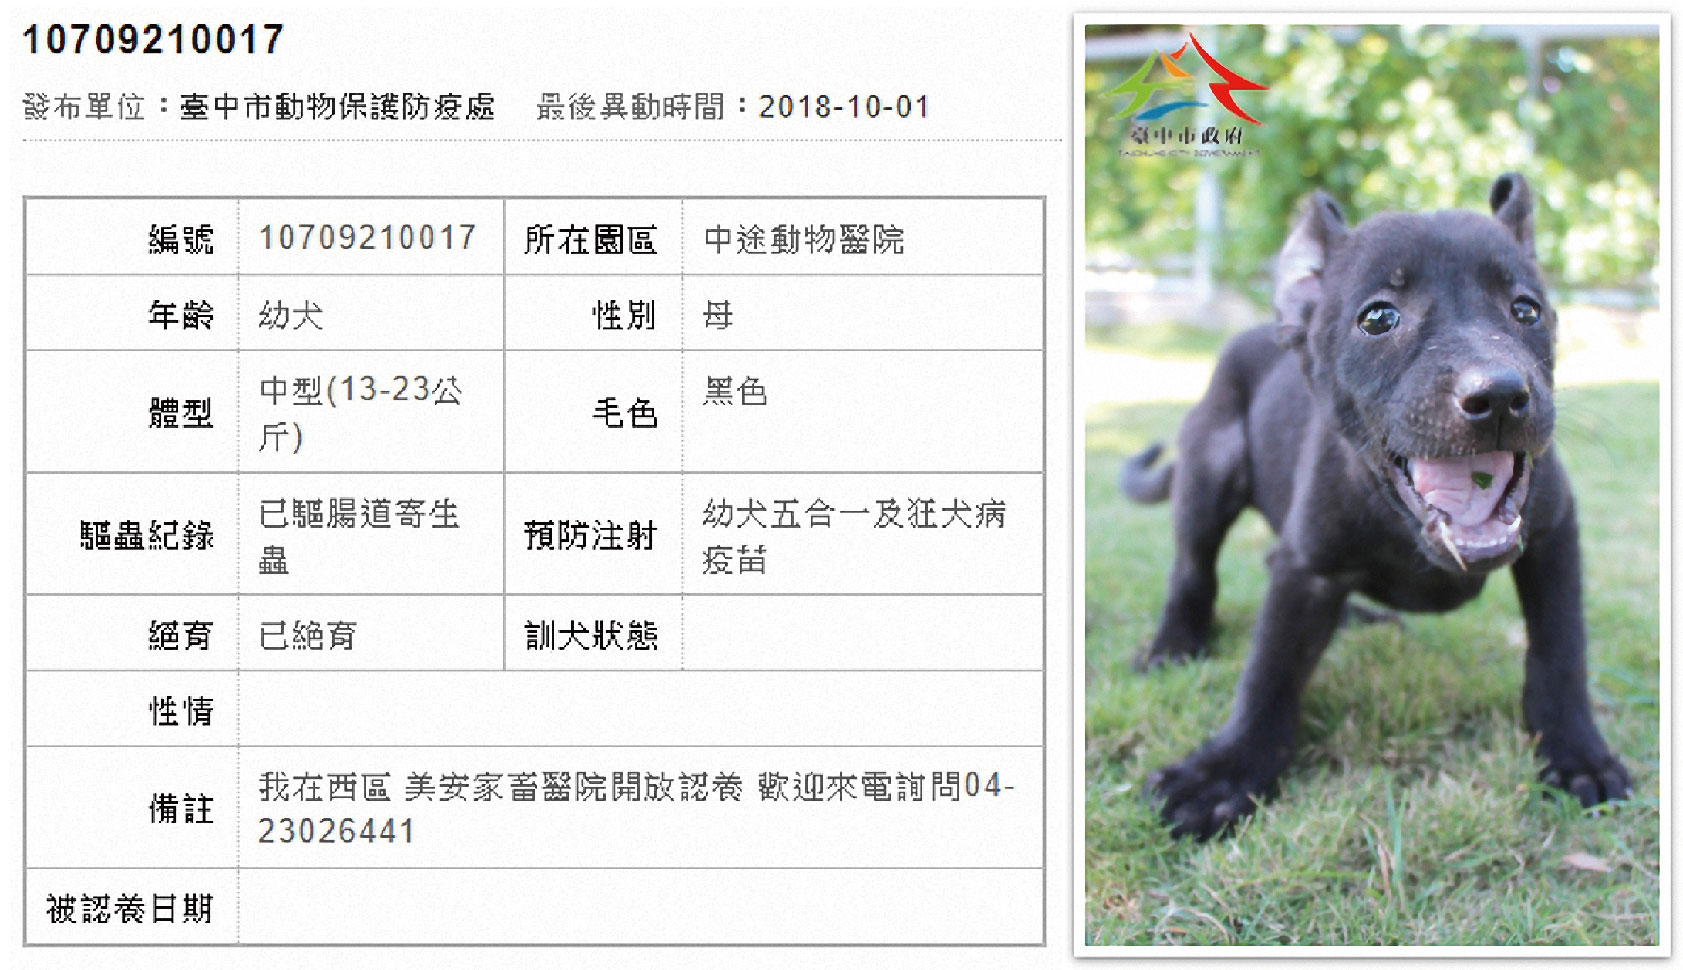 10709210017
發布單位：臺中市動物保護防疫處 最後異動時間：2018-10-01
編號 10709210017 所在園區 中途動物醫院
年齡 幼犬 性別 母
體型 中型(13-23公
斤) 毛色 黑色
驅蟲紀錄 已驅腸道寄生
蟲 預防注射 幼犬五合一及狂犬病
疫苗
絕育 已絕育 訓犬狀態
性情
備註 我在西區 美安家畜醫院開放認養 歡迎來電詢問04-
23026441
被認養日期
臺中市政府
TAICHUNG CITY GOVERNMENT